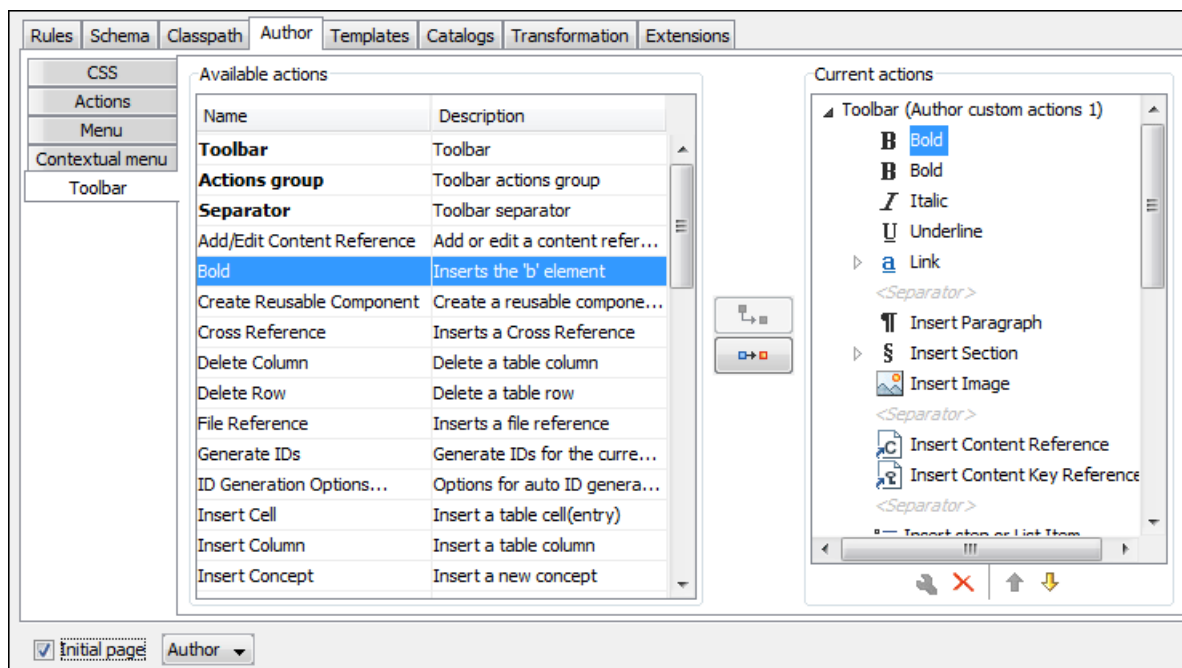 Rules Schema Classpath Author Templates Catalogs Transformation Extensions
CSS
Actions
Menu
Contextual menu
Toolbar
Available actions
Name Description
Toolbar Toolbar
Actions group Toolbar actions group
Separator Toolbar separator
Add/Edit Content Reference Add or edit a content refer...
Bold Inserts the 'b' element
Create Reusable Component Create a reusable compone...
Cross Reference Inserts a Cross Reference
Delete Column Delete a table column
Delete Row Delete a table row
File Reference Inserts a file reference
Generate IDs Generate IDs for the curre...
ID Generation Options... Options for auto ID genera...
Insert Cell Insert a table cell(entry)
Insert Column Insert a table column
Insert Concept Insert a new concept
Current actions
Toolbar (Author custom actions 1)
B Bold
B Bold
I Italic
U Underline
a Link
<Separator>
¶ Insert Paragraph
§ Insert Section
Insert Image
<Separator>
C Insert Content Reference
Insert Content Key Reference
<Separator>
Insert step or List Item
Initial page Author